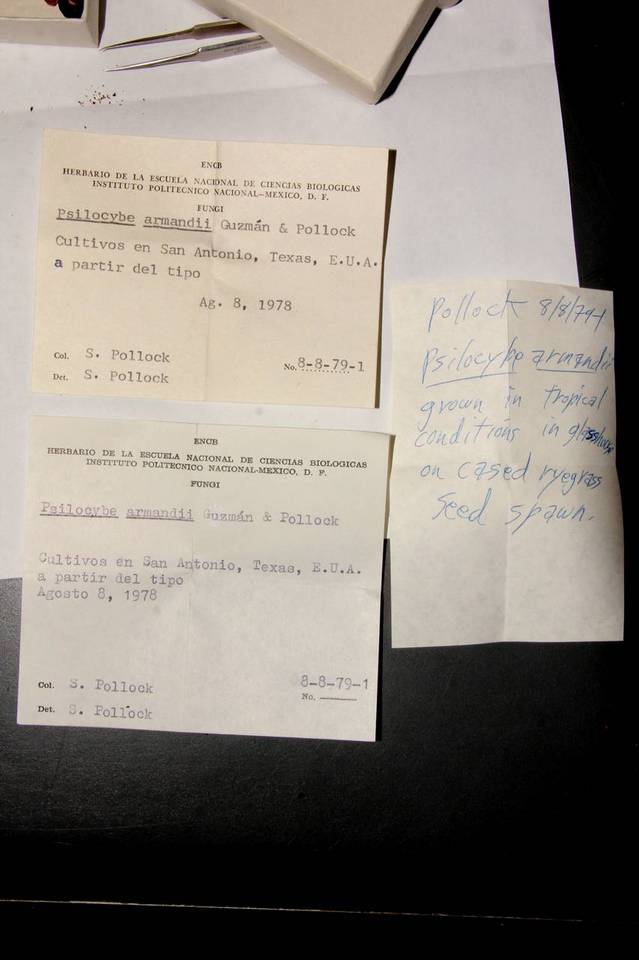 ENCB
HERBARIO DE LA ESCUELA NACIONAL DE CIENCIAS BIOLOGICAS
INSTITUTO POLITECNICO NACIONAL-MEXICO, D. F.
FUNGI
Psilocybe armandii Guzmán & Pollock
Cultivos en San Antonio, Texas, E.U.A.
a partir del tipo
Ag. 8, 1978
Col. S. Pollock
No. 8-8-79-1
Det. S. Pollock
ENCB
HERBARIO DE LA ESCUELA NACIONAL DE CIENCIAS BIOLOGICAS
INSTITUTO POLITECNICO NACIONAL-MEXICO, D. F.
FUNGI
Psilocybe armandii Guzmán & Pollock
Cultivos en San Antonio, Texas, E.U.A.
a partir del tipo
Agosto 8, 1978
Col. S. Pollock
8-8-79-1
No.
Det. S. Pollock
Pollock 8/8/79-1
Psilocybe armandii
grown in tropical
conditions in glasshouse
on cased ryegrass
seed spawn.